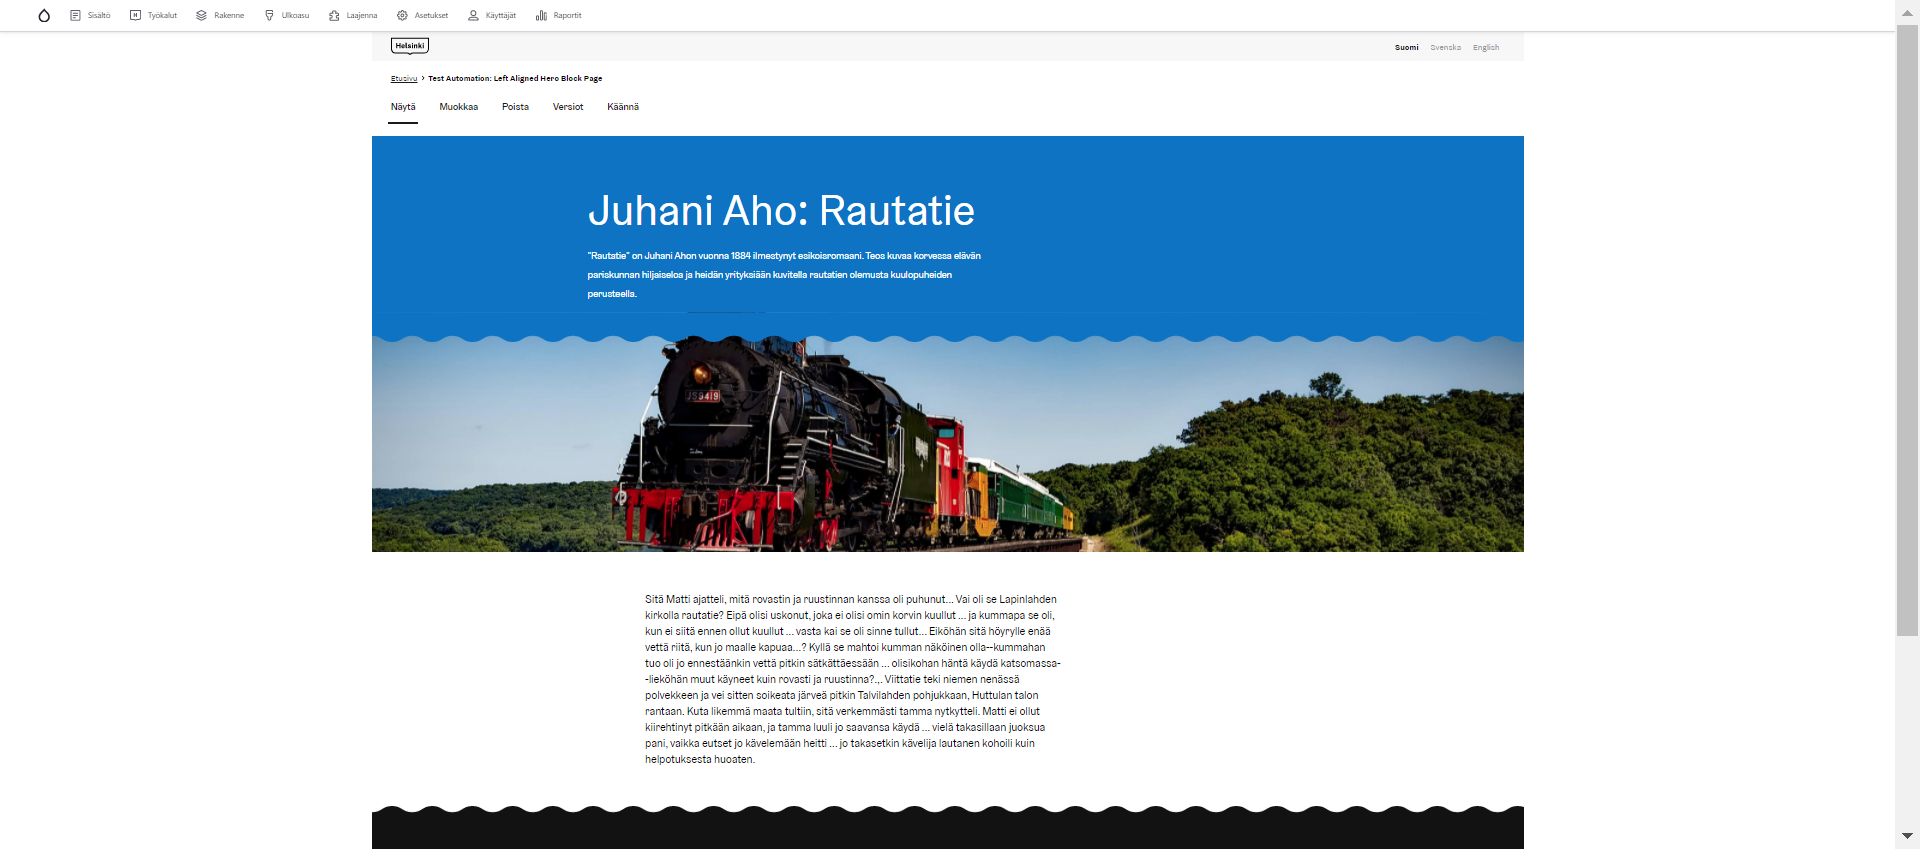 Sisältö Työkalut Rakenne Ulkoasu Laajenna Asetukset Käyttäjät Raportit
Helsinki
Suomi Svenska English
Etusivu > Test Automation: Left Aligned Hero Block Page
Näytä Muokkaa Poista Versiot Käännä
Juhani Aho: Rautatie
"Rautatie" on Juhani Ahon vuonna 1884 ilmestynyt esikoisromaani. Teos kuvaa korvessa elävän
pariskunnan hiljaiseloa ja heidän yrityksiään kuvitella rautatien olemusta kuulopuheiden
perusteella.
Sitä Matti ajatteli, mitä rovastin ja ruustinnan kanssa oli puhunut... Vai oli se Lapinlahden
kirkolla rautatie? Eipä olisi uskonut, joka ei olisi omin korvin kuullut ... ja kummapa se oli,
kun ei siitä ennen ollut kuullut ... vasta kai se oli sinne tullut... Eiköhän sitä höyrylle enää
vettä riitä, kun jo maalle kapuaa...? Kyllä se mahtoi kumman näköinen olla--kummahan
tuo oli jo ennestäänkin vettä pitkin sätkättäessään ... olisikohan häntä käydä katsomassa-
-lieköhän muut käyneet kuin rovasti ja ruustinna?.,. Viittatie teki niemen nenässä
polvekkeen ja vei sitten soikeata järveä pitkin Talvilahden pohjukkaan, Huttulan talon
rantaan. Kuta likemmä maata tultiin, sitä verkemmästi tamma nytkytteli. Matti ei ollut
kiirehtinyt pitkään aikaan, ja tamma luuli jo saavansa käydä ... vielä takasillaan juoksua
pani, vaikka eutset jo kävelemään heitti ... jo takasetkin kävelijä lautanen kohoili kuin
helpotuksesta huoaten.